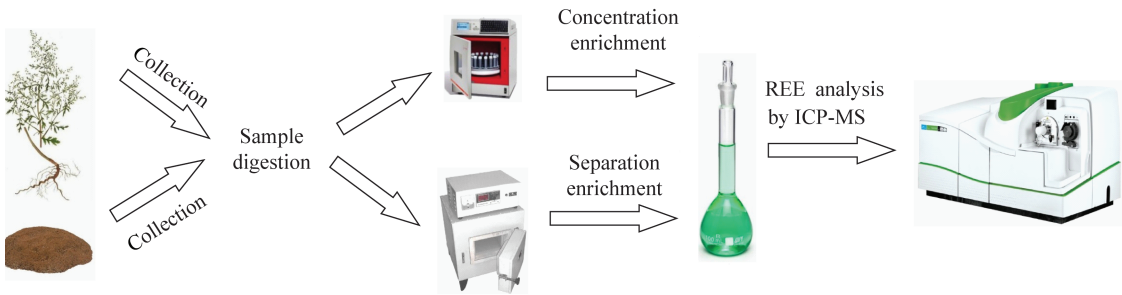 Collection
Collection
Sample
digestion
Concentration
enrichment
Separation
enrichment
REE analysis
by ICP-MS